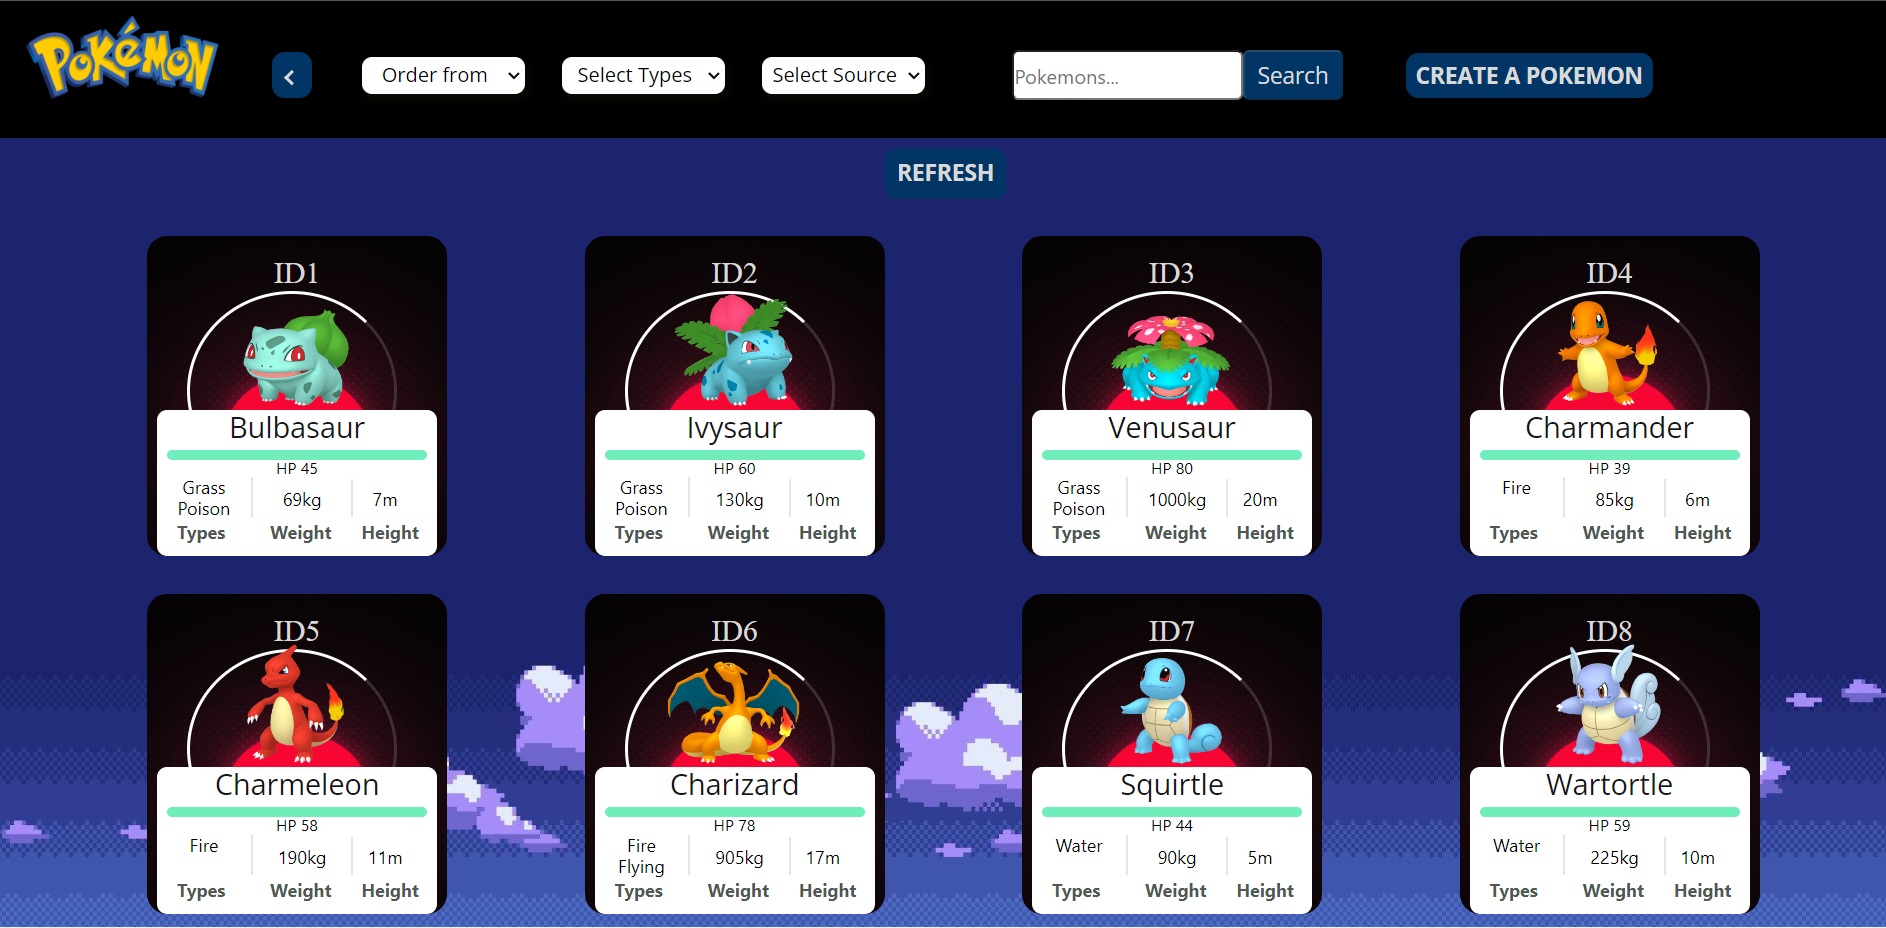 POKéMON
Order from
Select Types
Select Source
Pokemons...
Search
CREATE A POKEMON
REFRESH
ID1
Bulbasaur
HP 45
Grass
Poison
69kg
7m
Types
Weight
Height
ID2
Ivysaur
HP 60
Grass
Poison
130kg
10m
Types
Weight
Height
ID3
Venusaur
HP 80
Grass
Poison
1000kg
20m
Types
Weight
Height
ID4
Charmander
HP 39
Fire
85kg
6m
Types
Weight
Height
ID5
Charmeleon
HP 58
Fire
190kg
11m
Types
Weight
Height
ID6
Charizard
HP 78
Fire
Flying
905kg
17m
Types
Weight
Height
ID7
Squirtle
HP 44
Water
90kg
5m
Types
Weight
Height
ID8
Wartortle
HP 59
Water
225kg
10m
Types
Weight
Height